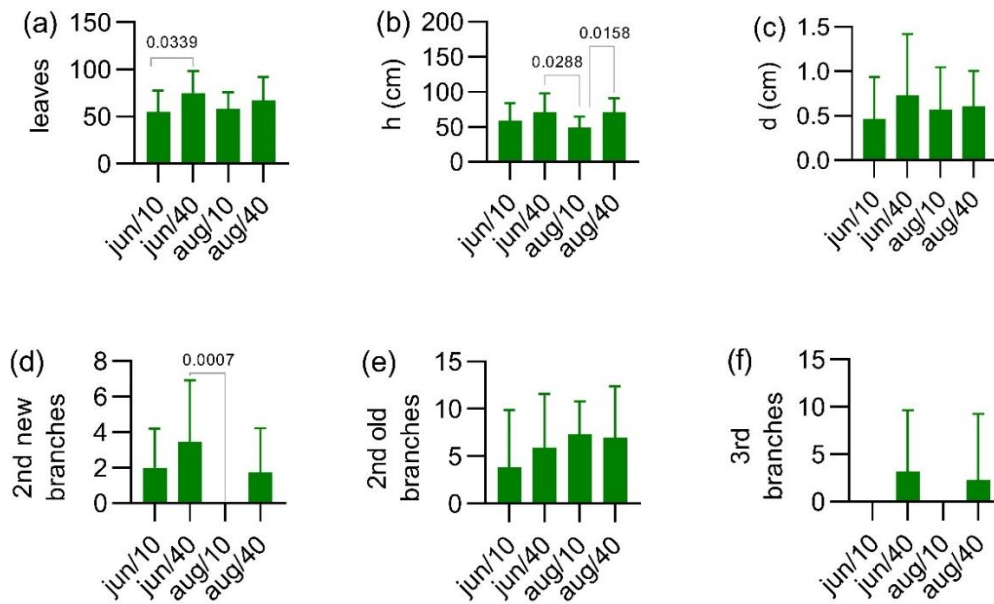 (a)
leaves
150
100
50
0
0.0339
jun/10
jun/40
aug/10
aug/40
(b)
h (cm)
200
150
100
50
0
0.0288
0.0158
jun/10
jun/40
aug/10
aug/40
(c)
d (cm)
1.5
1.0
0.5
0.0
jun/10
jun/40
aug/10
aug/40
(d)
2nd new
branches
8
6
4
2
0
0.0007
jun/10
jun/40
aug/10
aug/40
(e)
2nd old
branches
15
10
5
0
jun/10
jun/40
aug/10
aug/40
(f)
3rd
branches
15
10
5
0
jun/10
jun/40
aug/10
aug/40